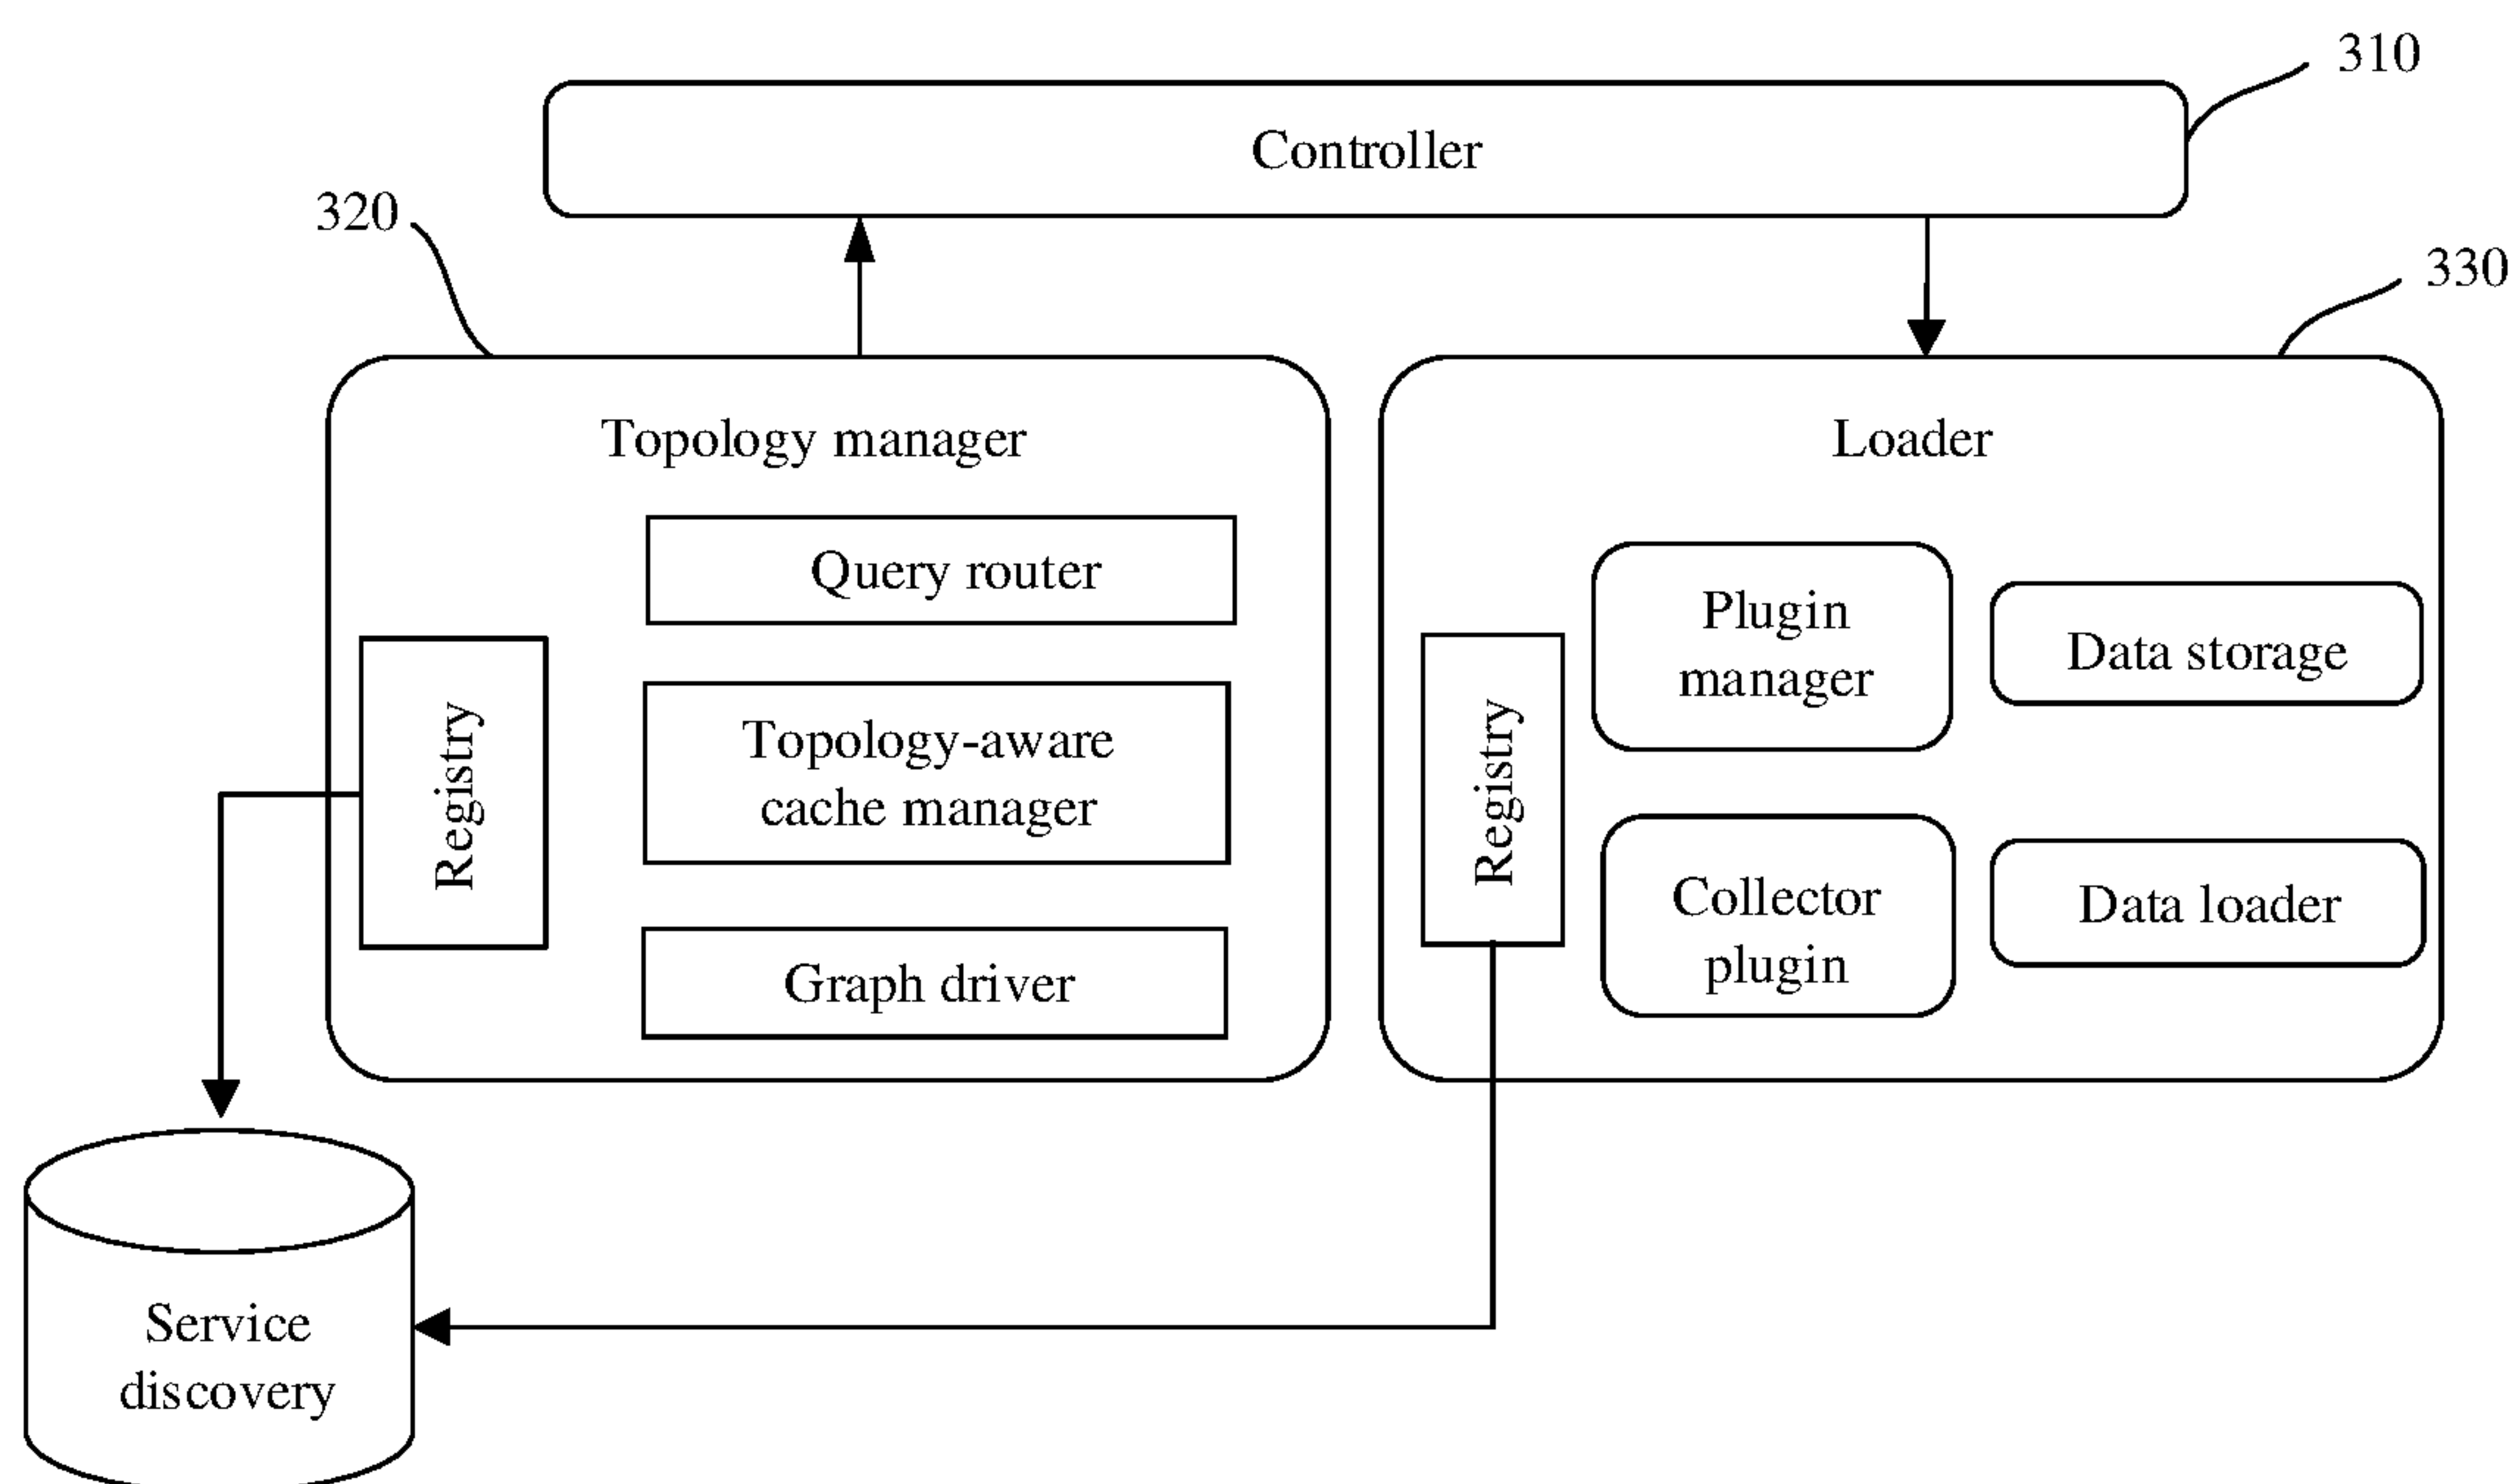 310
Controller
320
330
Topology manager
Query router
Registry
Topology-aware
cache manager
Graph driver
Loader
Plugin
manager
Data storage
Registry
Collector
plugin
Data loader
Service
discovery